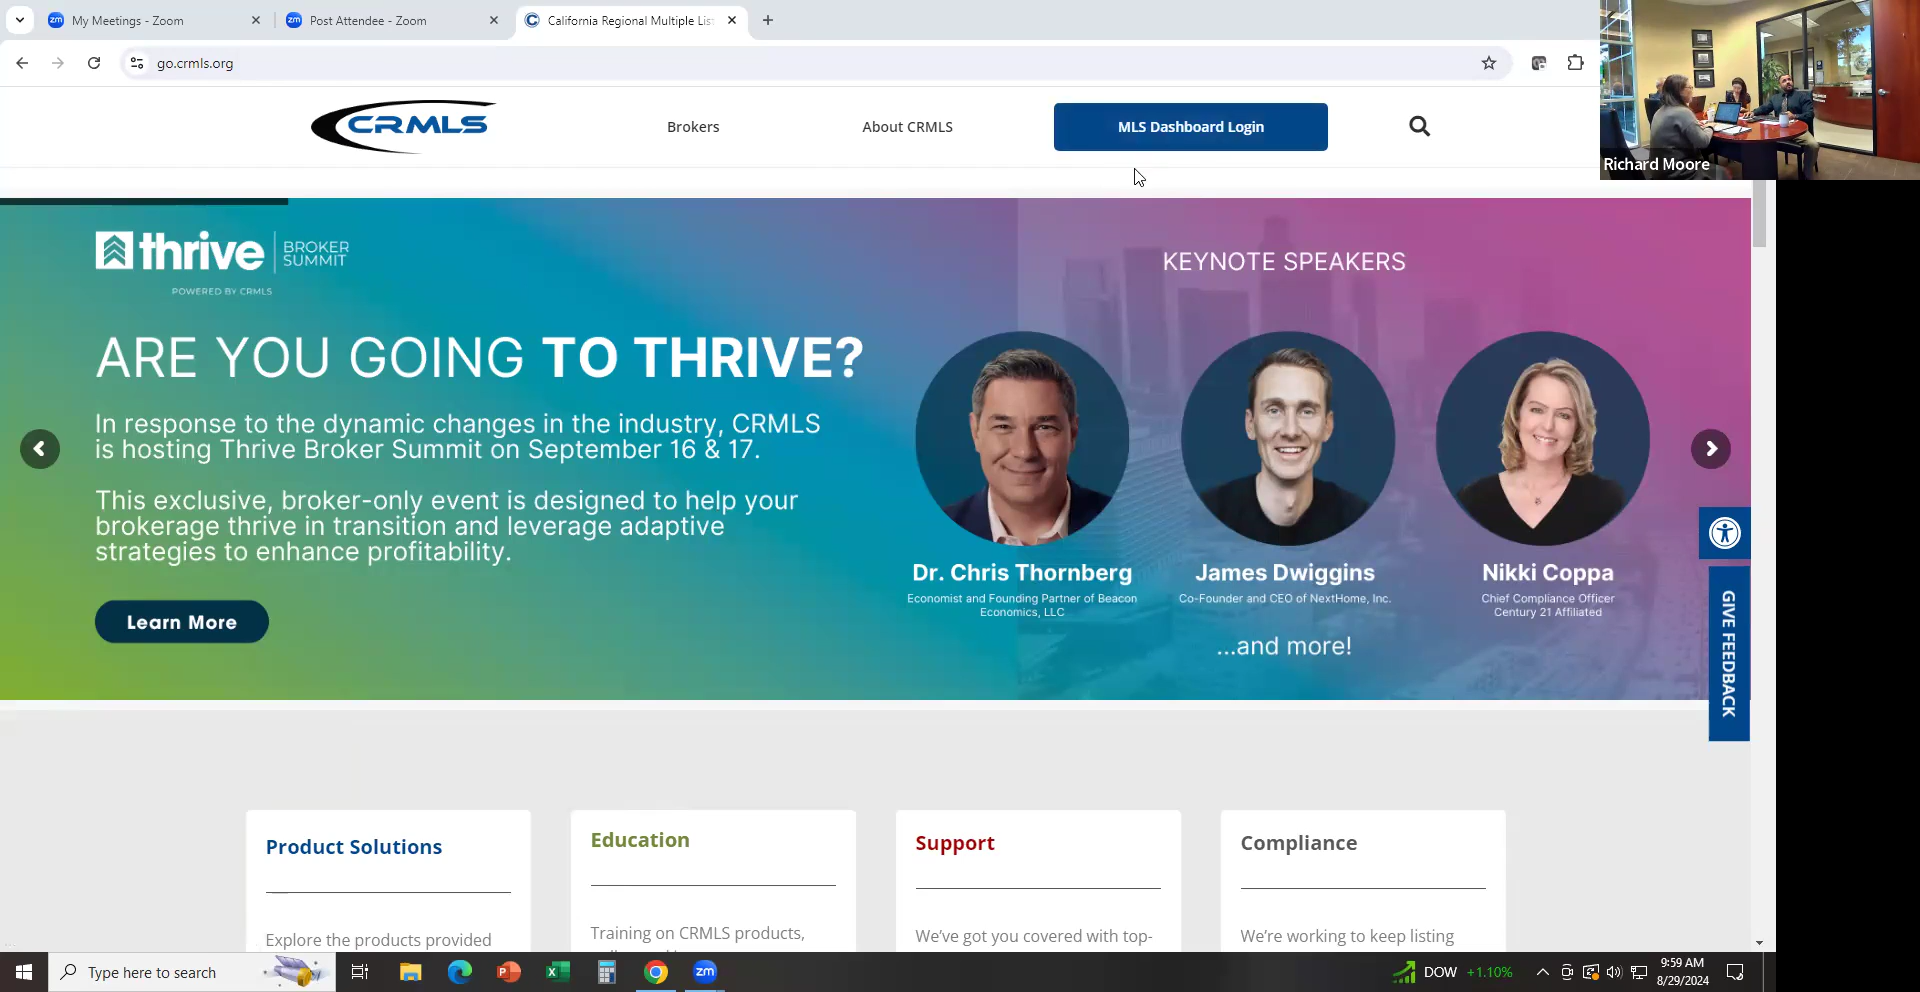 My Meetings - Zoom
Post Attendee - Zoom
California Regional Multiple Lis
go.crmls.org
CRMLS
Brokers
About CRMLS
MLS Dashboard Login
Richard Moore
thrive
BROKER
SUMMIT
POWERED BY CRMLS
ARE YOU GOING TO THRIVE?
In response to the dynamic changes in the industry, CRMLS
is hosting Thrive Broker Summit on September 16 & 17.
This exclusive, broker-only event is designed to help your
brokerage thrive in transition and leverage adaptive
strategies to enhance profitability.
Learn More
KEYNOTE SPEAKERS
Dr. Chris Thornberg
Economist and Founding Partner of Beacon
Economics, LLC
James Dwiggins
Co-Founder and CEO of NextHome, Inc.
Nikki Coppa
Chief Compliance Officer
Century 21 Affiliated
...and more!
GIVE FEEDBACK
Product Solutions
Explore the products provided
Education
Training on CRMLS products,
Support
We've got you covered with top-
Compliance
We're working to keep listing
Type here to search
DOW +1.10%
9:59 AM
8/29/2024